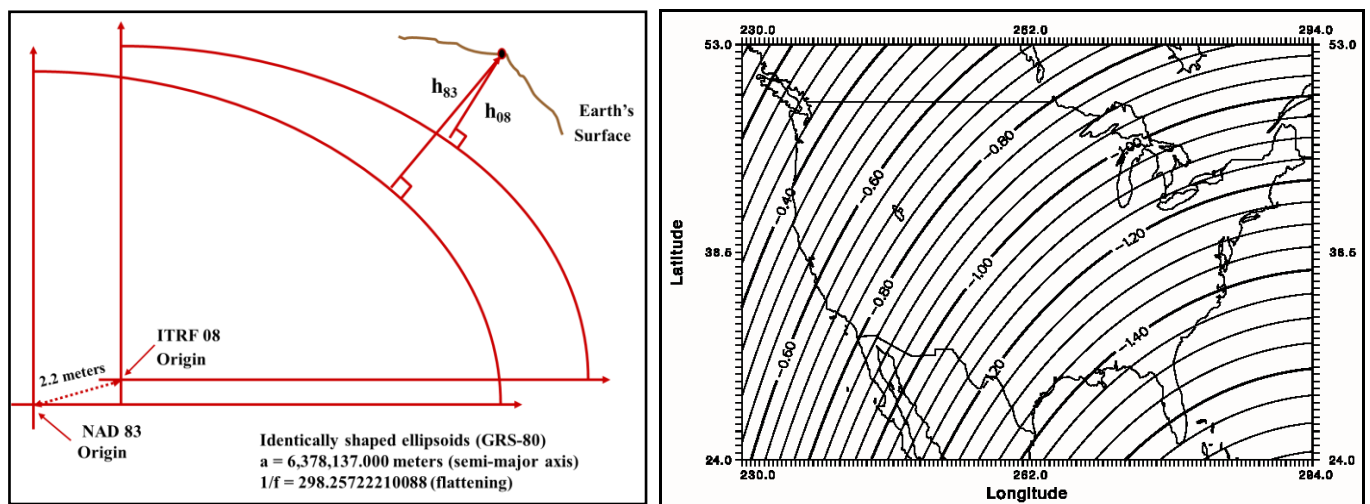 h83
h08
Earth's
Surface
ITRF 08
Origin
2.2 meters
NAD 83
Origin
Identically shaped ellipsoids (GRS-80)
a = 6,378,137.000 meters (semi-major axis)
1/f = 298.25722210088 (flattening)
230.0
262.0
294.0
53.0
53.0
-0.80
-1.00
-0.60
-0.40
Latitude
38.5
38.5
-1.20
-1.00
-0.80
-1.40
-0.60
-1.20
24.0
24.0
230.0
262.0
294.0
Longitude